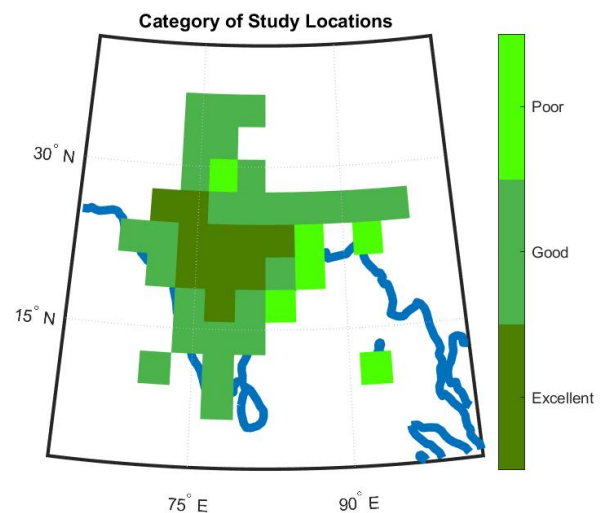 Category of Study Locations
30° N
15° N
75° E
90° E
Poor
Good
Excellent